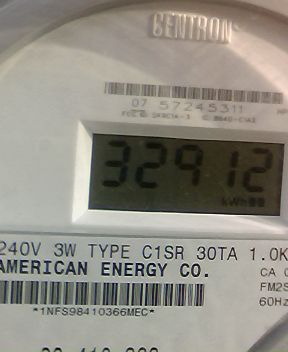 CENTRON®
07 57245311
32912
kWh
240V 3W TYPE C1SR 30TA 1.0K
AMERICAN ENERGY CO.
CA
FM2S
60Hz
*1NFS98410366MEC*